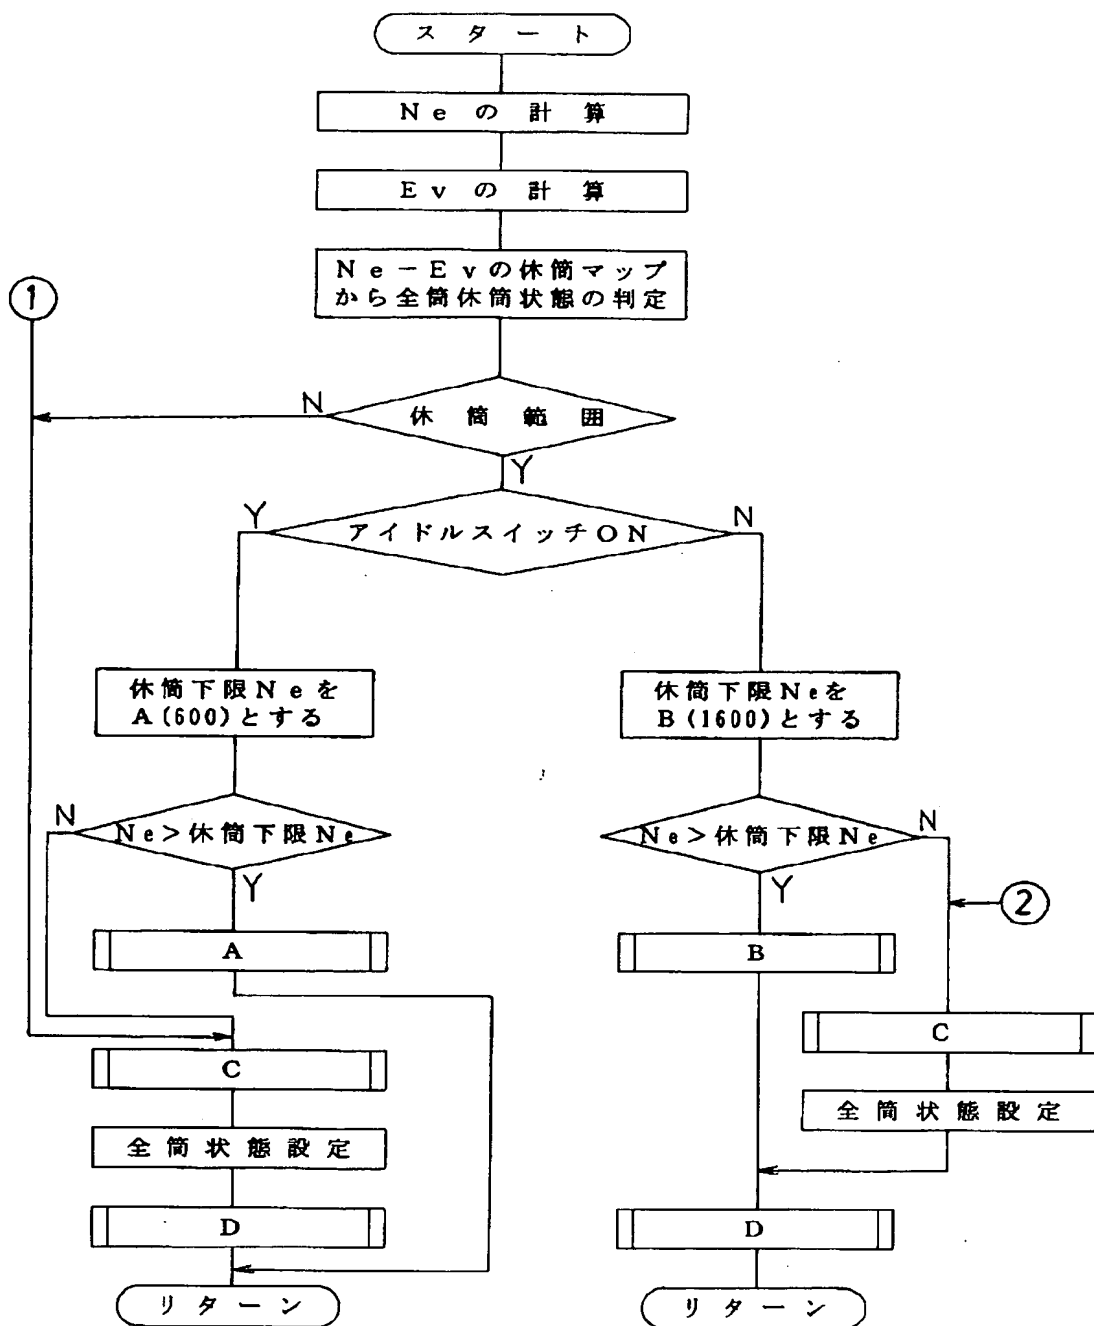 スタート
Neの計算
Evの計算
Ne-Evの休筒マップ
から全筒休筒状態の判定
①
N
休筒範囲
Y
Y
アイドルスイッチON
N
休筒下限Neを
A(600)とする
休筒下限Neを
B(1600)とする
N
Ne>休筒下限Ne
Y
Ne>休筒下限Ne
N
Y
②
A
B
C
C
全筒状態設定
全筒状態設定
D
D
リターン
リターン